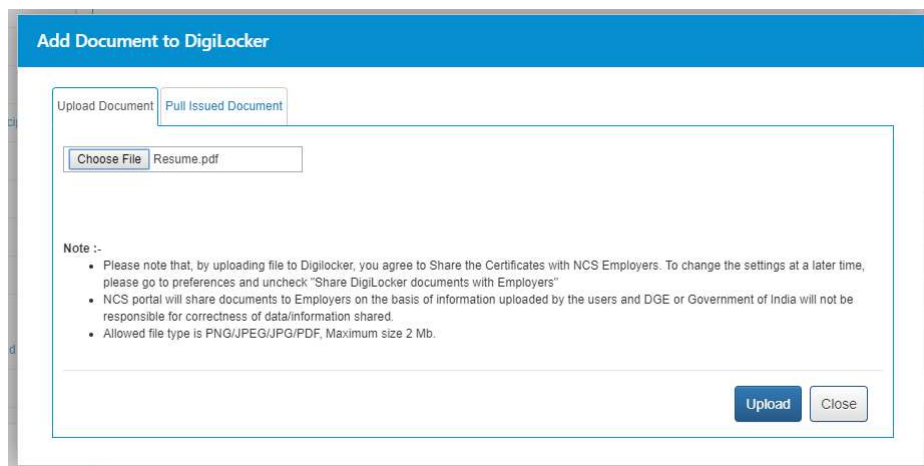 Add Document to DigiLocker
Upload Document
Pull Issued Document
Choose File Resume.pdf
Note :-
• Please note that, by uploading file to Digilocker, you agree to Share the Certificates with NCS Employers. To change the settings at a later time,
please go to preferences and uncheck "Share DigiLocker documents with Employers"
• NCS portal will share documents to Employers on the basis of information uploaded by the users and DGE or Government of India will not be
responsible for correctness of data/information shared.
• Allowed file type is PNG/JPEG/JPG/PDF, Maximum size 2 Mb.
Upload
Close